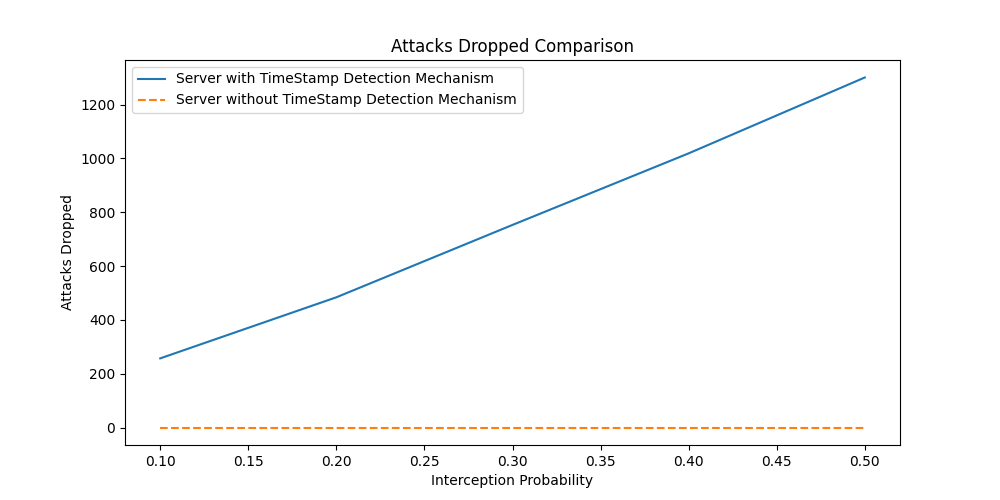 Attacks Dropped Comparison
Server with TimeStamp Detection Mechanism
Server without TimeStamp Detection Mechanism
Attacks Dropped
1200
1000
800
600
400
200
0
0.10 0.15 0.20 0.25 0.30 0.35 0.40 0.45 0.50
Interception Probability